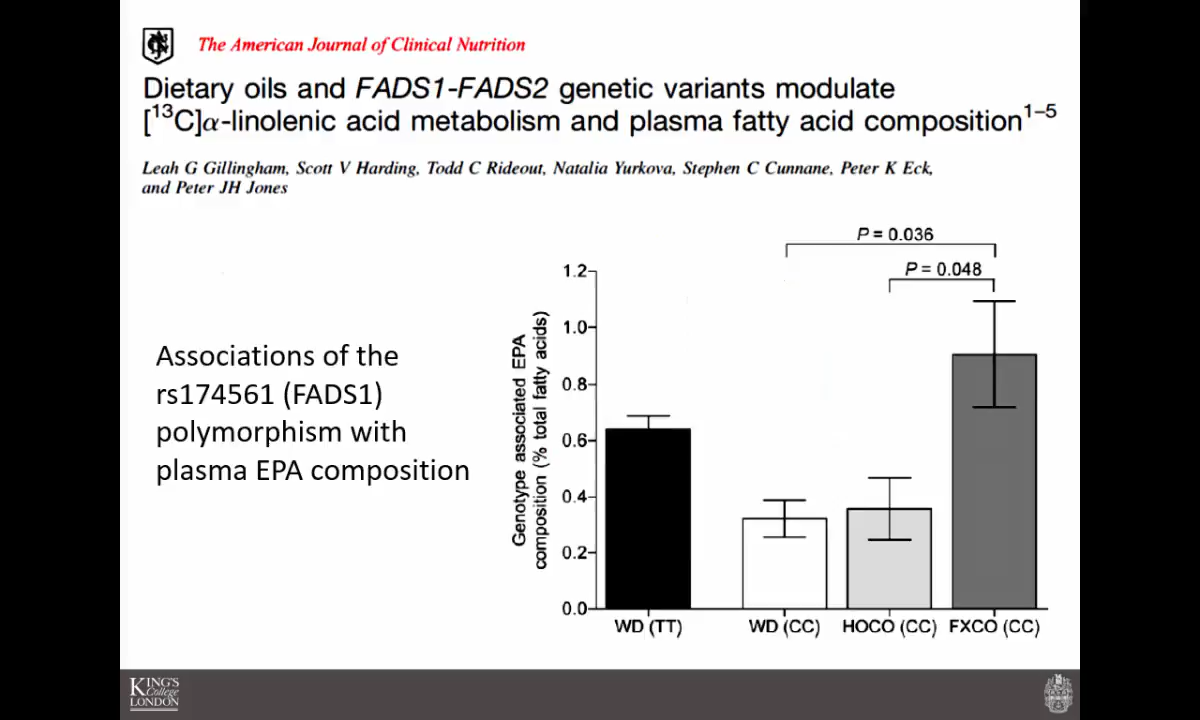 The American Journal of Clinical Nutrition
Dietary oils and FADS1-FADS2 genetic variants modulate
[¹³C]α-linolenic acid metabolism and plasma fatty acid composition¹⁻⁵
Leah G Gillingham, Scott V Harding, Todd C Rideout, Natalia Yurkova, Stephen C Cunnane, Peter K Eck,
and Peter JH Jones
Associations of the
rs174561 (FADS1)
polymorphism with
plasma EPA composition
Genotype associated EPA
composition (% total fatty acids)
P = 0.036
P = 0.048
1.2
1.0
0.8
0.6
0.4
0.2
0.0
WD (TT)
WD (CC)
HOCO (CC)
FXCO (CC)
KING'S
College
LONDON